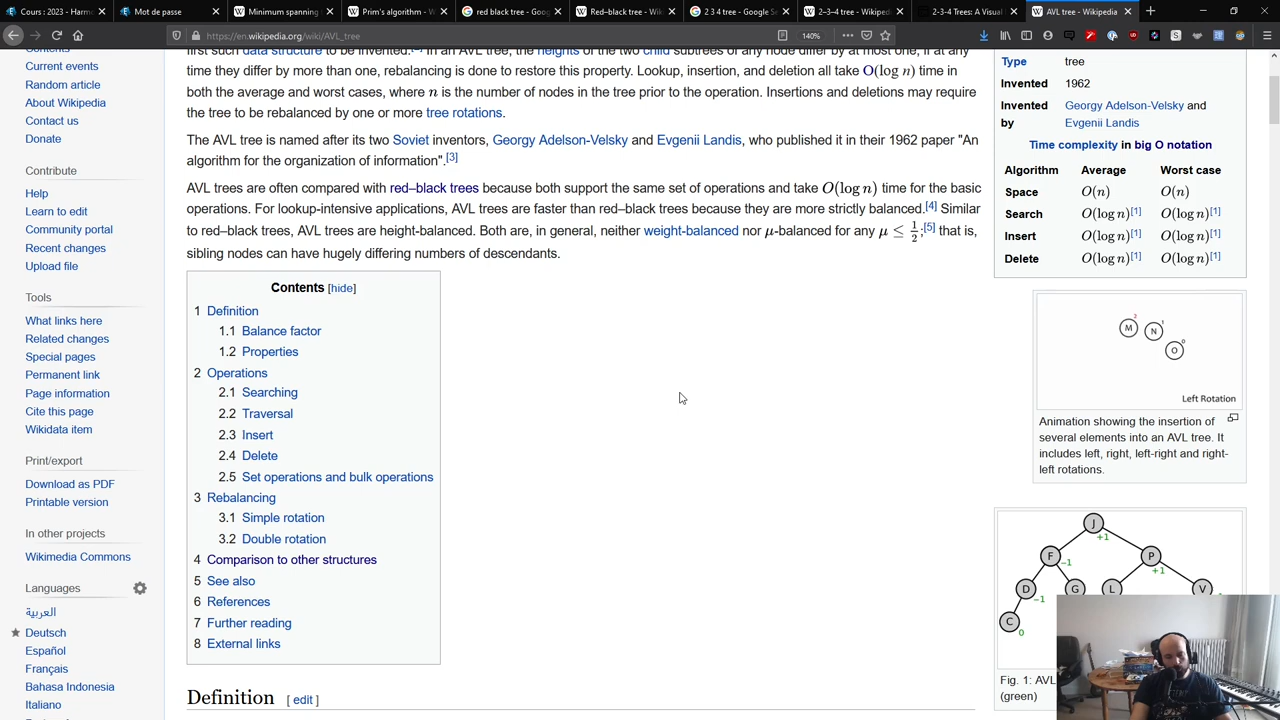 Cours : 2023 - Harmo
Mot de passe
Minimum spanning
Prim's algorithm - Wi
red black tree - Goog
Red–black tree - Wiki
2 3 4 tree - Google Se
2–3–4 tree - Wikipedi
2-3-4 Trees: A Visual I
AVL tree - Wikipedia
https://en.wikipedia.org/wiki/AVL_tree
140%
Contents
Current events
Random article
About Wikipedia
Contact us
Donate
Contribute
Help
Learn to edit
Community portal
Recent changes
Upload file
Tools
What links here
Related changes
Special pages
Permanent link
Page information
Cite this page
Wikidata item
Print/export
Download as PDF
Printable version
In other projects
Wikimedia Commons
Languages
العربية
Deutsch
Español
Français
Bahasa Indonesia
Italiano
first such data structure to be invented. In an AVL tree, the heights of the two child subtrees of any node differ by at most one; if at any
time they differ by more than one, rebalancing is done to restore this property. Lookup, insertion, and deletion all take O(log n) time in
both the average and worst cases, where n is the number of nodes in the tree prior to the operation. Insertions and deletions may require
the tree to be rebalanced by one or more tree rotations.
The AVL tree is named after its two Soviet inventors, Georgy Adelson-Velsky and Evgenii Landis, who published it in their 1962 paper "An
algorithm for the organization of information".[3]
AVL trees are often compared with red–black trees because both support the same set of operations and take O(log n) time for the basic
operations. For lookup-intensive applications, AVL trees are faster than red–black trees because they are more strictly balanced.[4] Similar
to red–black trees, AVL trees are height-balanced. Both are, in general, neither weight-balanced nor μ-balanced for any μ ≤ 1/2;[5] that is,
sibling nodes can have hugely differing numbers of descendants.
Contents [hide]
1 Definition
1.1 Balance factor
1.2 Properties
2 Operations
2.1 Searching
2.2 Traversal
2.3 Insert
2.4 Delete
2.5 Set operations and bulk operations
3 Rebalancing
3.1 Simple rotation
3.2 Double rotation
4 Comparison to other structures
5 See also
6 References
7 Further reading
8 External links
Definition [ edit ]
Type tree
Invented 1962
Invented Georgy Adelson-Velsky and
by Evgenii Landis
Time complexity in big O notation
Algorithm Average Worst case
Space O(n) O(n)
Search O(log n)[1] O(log n)[1]
Insert O(log n)[1] O(log n)[1]
Delete O(log n)[1] O(log n)[1]
M N 1
O 0
Left Rotation
Animation showing the insertion of
several elements into an AVL tree. It
includes left, right, left-right and right-
left rotations.
J
+1
F -1 P
+1
D -1 G L V
C 0
Fig. 1: AVL
(green)